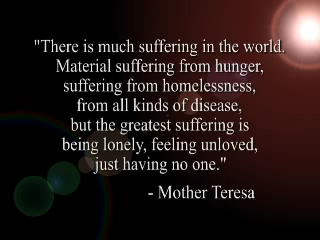 "There is much suffering in the world.
Material suffering from hunger,
suffering from homelessness,
from all kinds of disease,
but the greatest suffering is
being lonely, feeling unloved,
just having no one."
- Mother Teresa